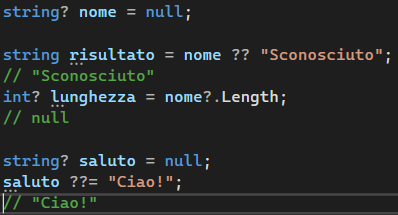 string? nome = null;
string risultato = nome ?? "Sconosciuto";
// "Sconosciuto"
int? lunghezza = nome?.Length;
// null
string? saluto = null;
saluto ??= "Ciao!";
// "Ciao!"